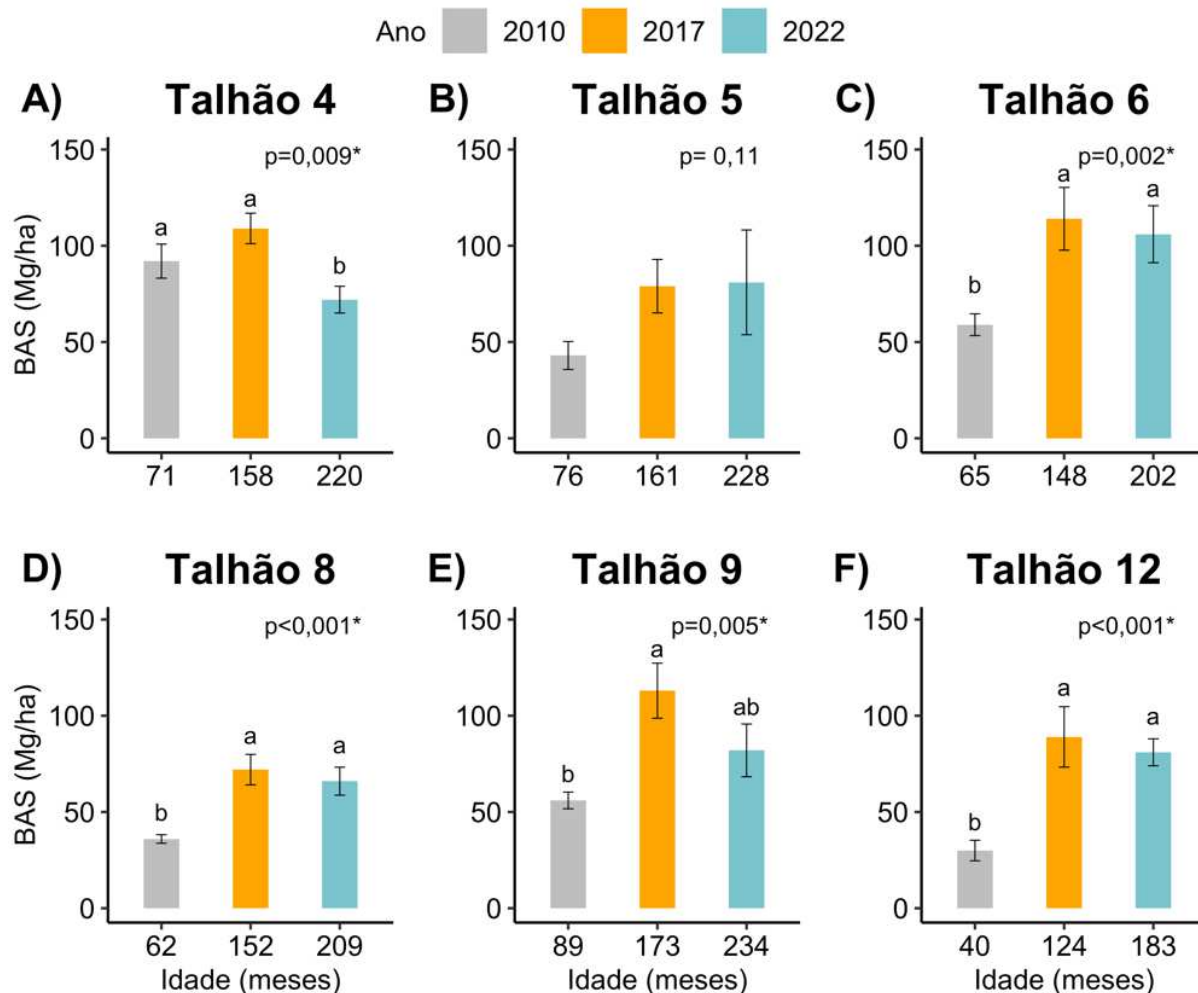 Ano 2010 2017 2022
A) Talhão 4 B) Talhão 5 C) Talhão 6
BAS (Mg/ha)
150
100
50
0
p=0,009*
a
a
b
71 158 220
150
100
50
0
p= 0,11
76 161 228
150
100
50
0
p=0,002*
a
a
b
65 148 202
D) Talhão 8 E) Talhão 9 F) Talhão 12
BAS (Mg/ha)
150
100
50
0
p<0,001*
b
a
a
62 152 209
Idade (meses)
150
100
50
0
p=0,005*
a
ab
b
89 173 234
Idade (meses)
150
100
50
0
p<0,001*
a
a
b
40 124 183
Idade (meses)